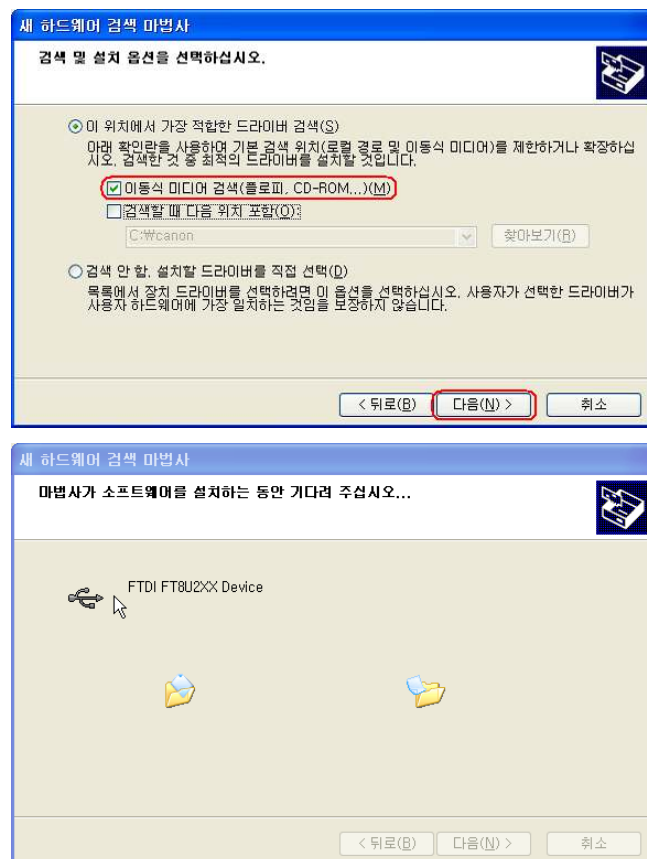 새 하드웨어 검색 마법사
검색 및 설치 옵션을 선택하십시오.
이 위치에서 가장 적합한 드라이버 검색(S)
아래 확인란을 사용하여 기본 검색 위치(로컬 경로 및 이동식 미디어)를 제한하거나 확장하십
시오. 검색한 것 중 최적의 드라이버를 설치할 것입니다.
이동식 미디어 검색(플로피, CD-ROM...)(M)
검색할 때 다음 위치 포함(O):
C:₩canon
찾아보기(R)
검색 안 함. 설치할 드라이버를 직접 선택(D)
목록에서 장치 드라이버를 선택하려면 이 옵션을 선택하십시오. 사용자가 선택한 드라이버가
사용자 하드웨어에 가장 일치하는 것임을 보장하지 않습니다.
< 뒤로(B) 다음(N) > 취소
새 하드웨어 검색 마법사
마법사가 소프트웨어를 설치하는 동안 기다려 주십시오...
FTDI FT8U2XX Device
< 뒤로(B) 다음(N) > 취소